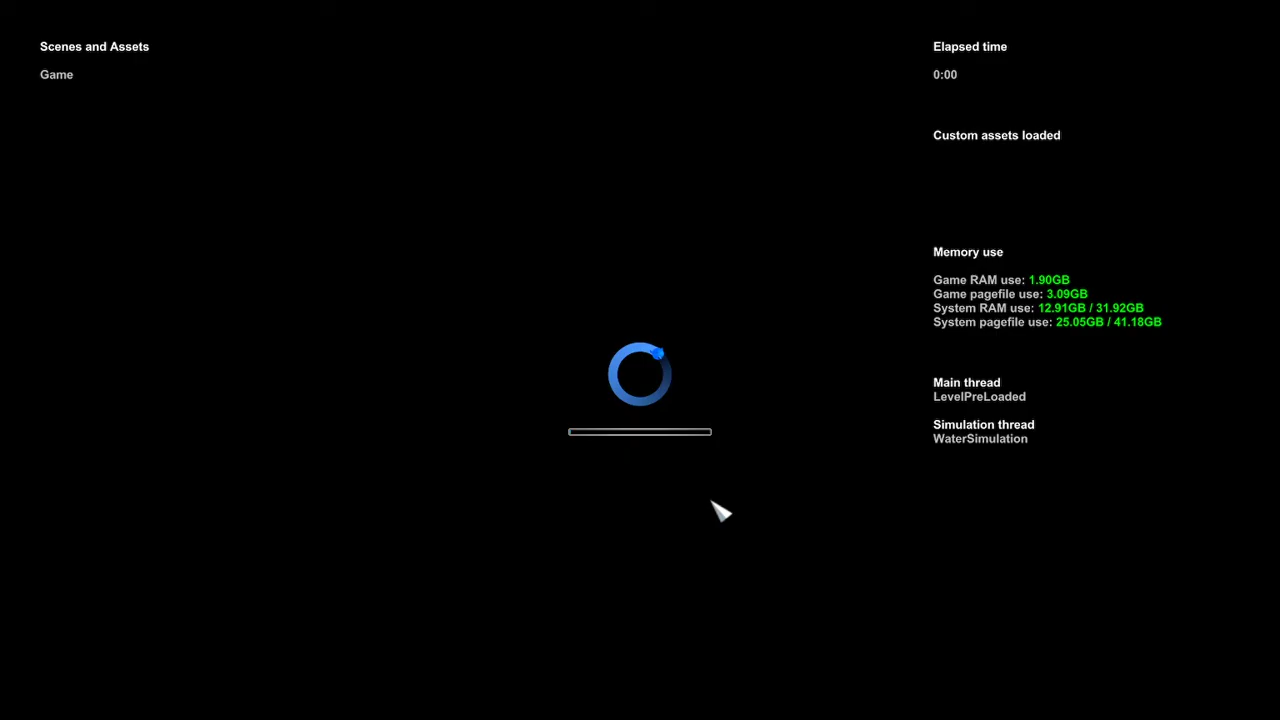 Scenes and Assets
Game
Elapsed time
0:00
Custom assets loaded
Memory use
Game RAM use: 1.90GB
Game pagefile use: 3.09GB
System RAM use: 12.91GB / 31.92GB
System pagefile use: 25.05GB / 41.18GB
Main thread
LevelPreLoaded
Simulation thread
WaterSimulation